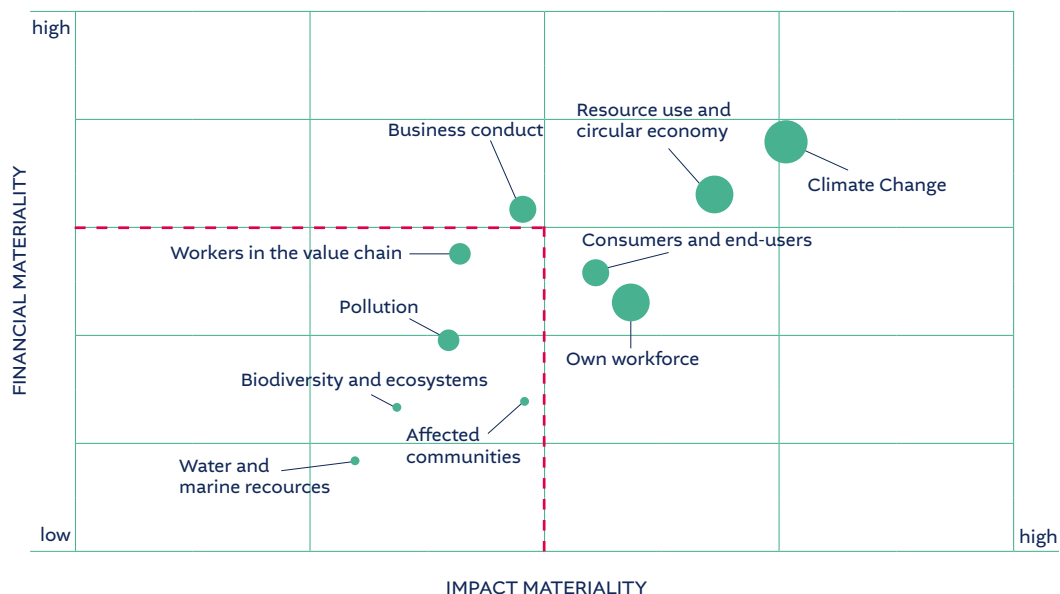 high
FINANCIAL MATERIALITY
Resource use and
circular economy
Business conduct
Climate Change
Consumers and end-users
Workers in the value chain
Pollution
Own workforce
Biodiversity and ecosystems
Affected
communities
Water and
marine recources
low
high
IMPACT MATERIALITY